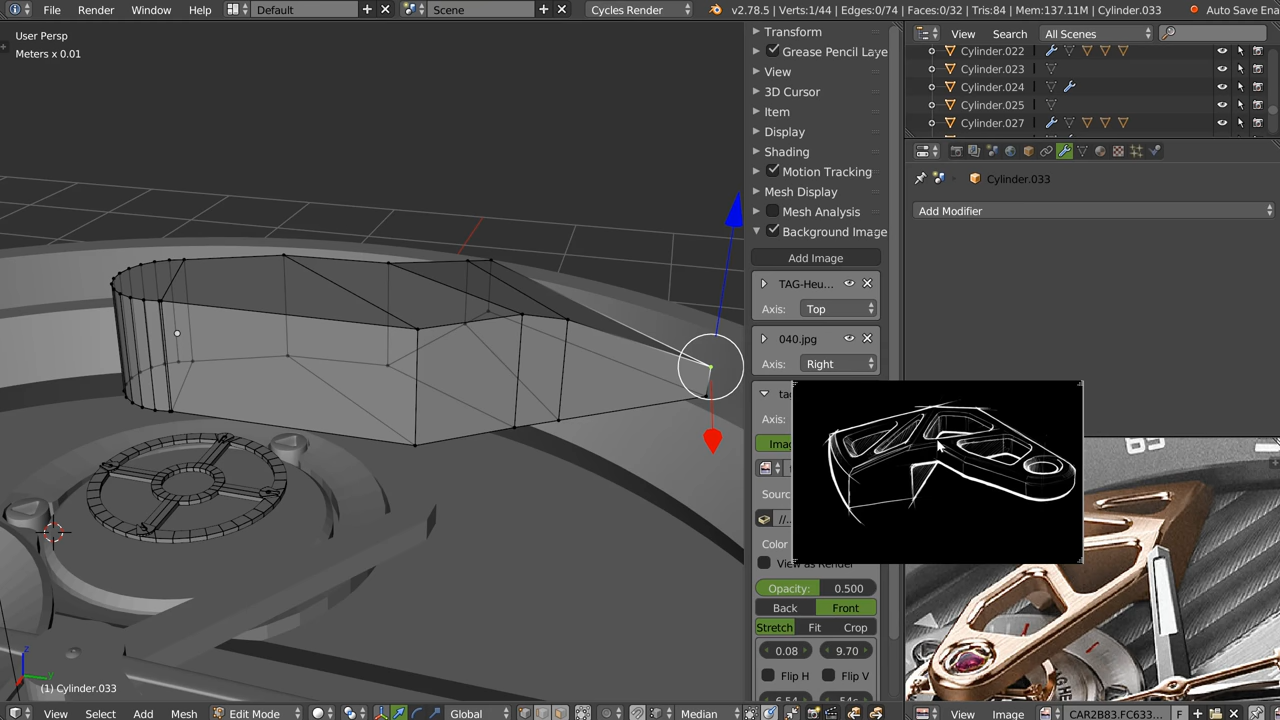 File Render Window Help Default Scene Cycles Render v2.78.5 | Verts:1/44 | Edges:0/74 | Faces:0/32 | Tris:84 | Mem:137.11M | Cylinder.033 Auto Save Ena
User Persp
Meters x 0.01
Transform
Grease Pencil Laye
View
3D Cursor
Item
Display
Shading
Motion Tracking
Mesh Display
Mesh Analysis
Background Image
Add Image
TAG-Heu...
Axis: Top
040.jpg
Axis: Right
tag
Axis:
Imag
Sourc
//..
Color
View as Render
Opacity: 0.500
Back Front
Stretch Fit Crop
0.08 9.70
Flip H Flip V
View Search All Scenes
Cylinder.022
Cylinder.023
Cylinder.024
Cylinder.025
Cylinder.027
Cylinder.033
Add Modifier
(1) Cylinder.033
View Select Add Mesh Edit Mode Global Median
View Image CAR2B83.FC633... F